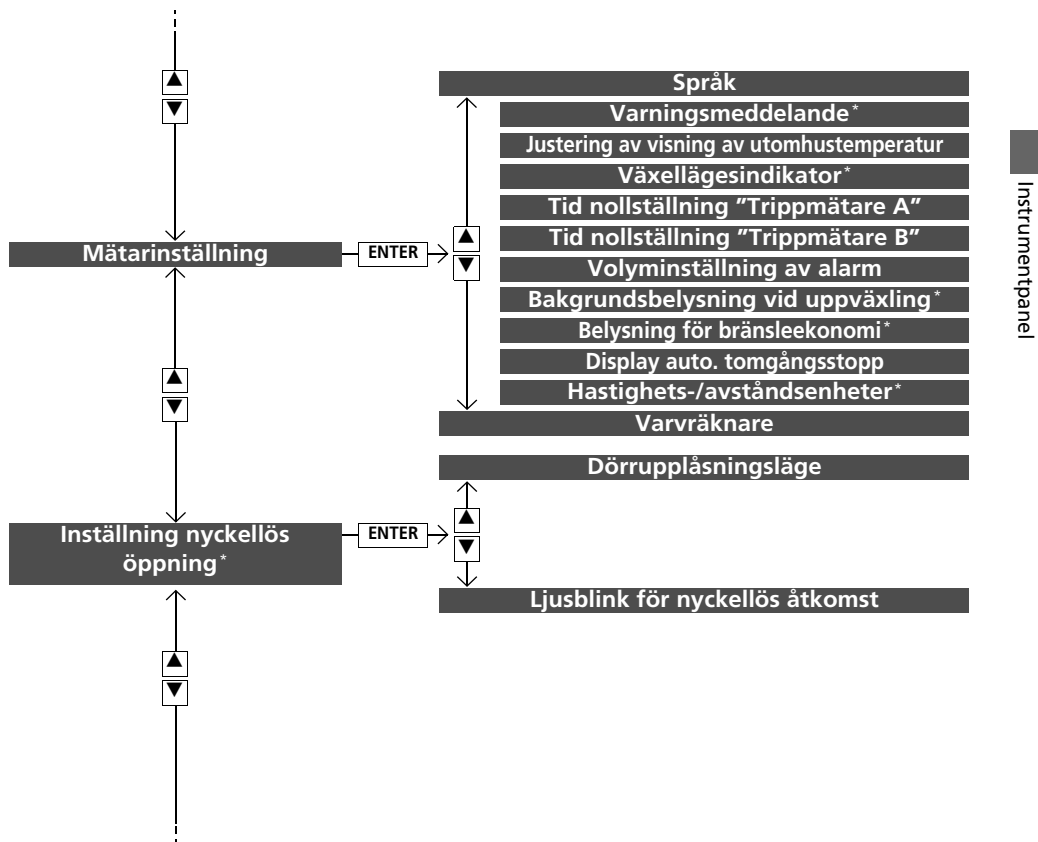 Språk
Varningsmeddelande*
Justering av visning av utomhustemperatur
Växellägesindikator*
Tid nollställning ”Trippmätare A”
Tid nollställning ”Trippmätare B”
Mätarinställning
ENTER
Volyminställning av alarm
Bakgrundsbelysning vid uppväxling*
Belysning för bränsleekonomi*
Display auto. tomgångsstopp
Hastighets-/avståndsenheter*
Varvräknare
Dörrupplåsningsläge
Inställning nyckellös
öppning*
ENTER
Ljusblink för nyckellös åtkomst
Instrumentpanel